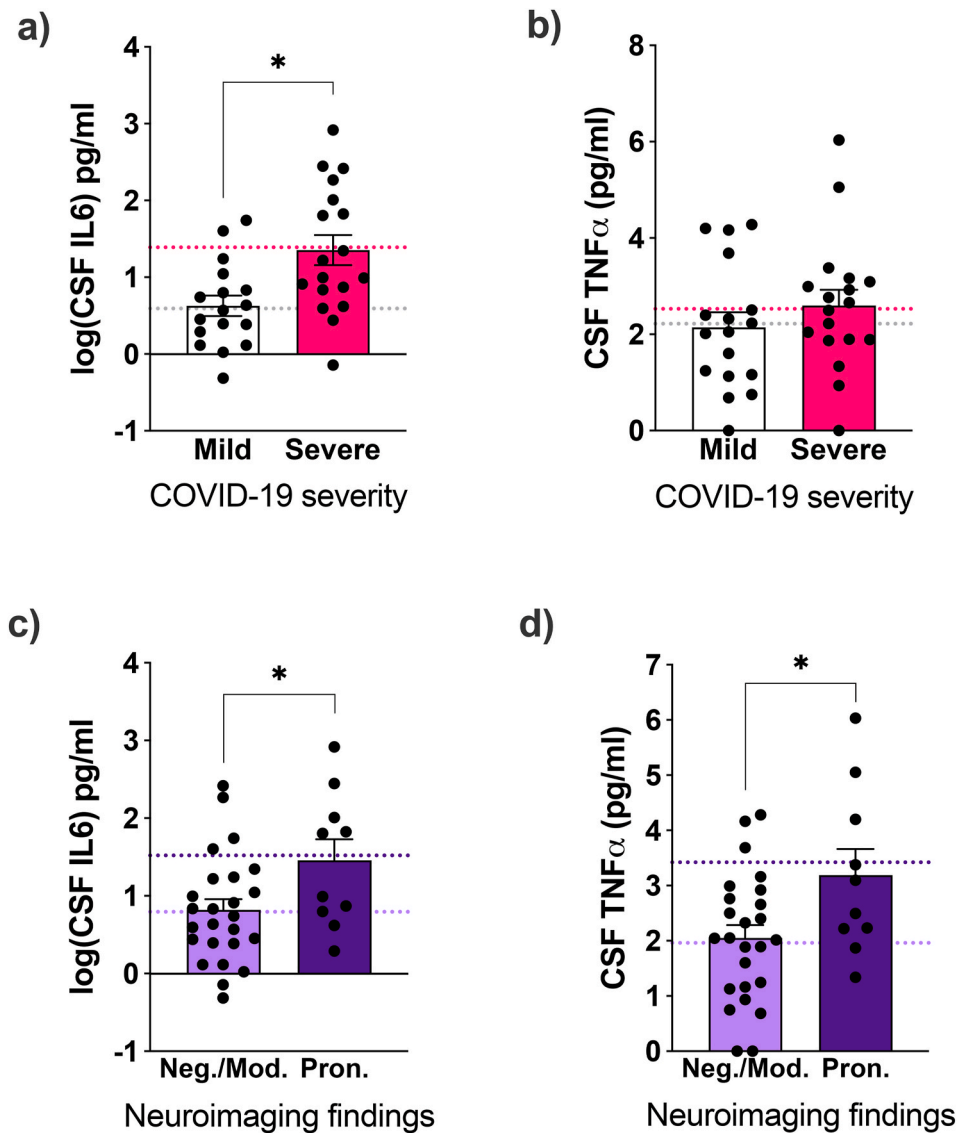 a)
log(CSF IL6) pg/ml
4
3
2
1
0
-1
*
Mild Severe
COVID-19 severity
b)
CSF TNFα (pg/ml)
8
6
4
2
0
Mild Severe
COVID-19 severity
c)
log(CSF IL6) pg/ml
4
3
2
1
0
-1
*
Neg./Mod. Pron.
Neuroimaging findings
d)
CSF TNFα (pg/ml)
7
6
5
4
3
2
1
0
*
Neg./Mod. Pron.
Neuroimaging findings